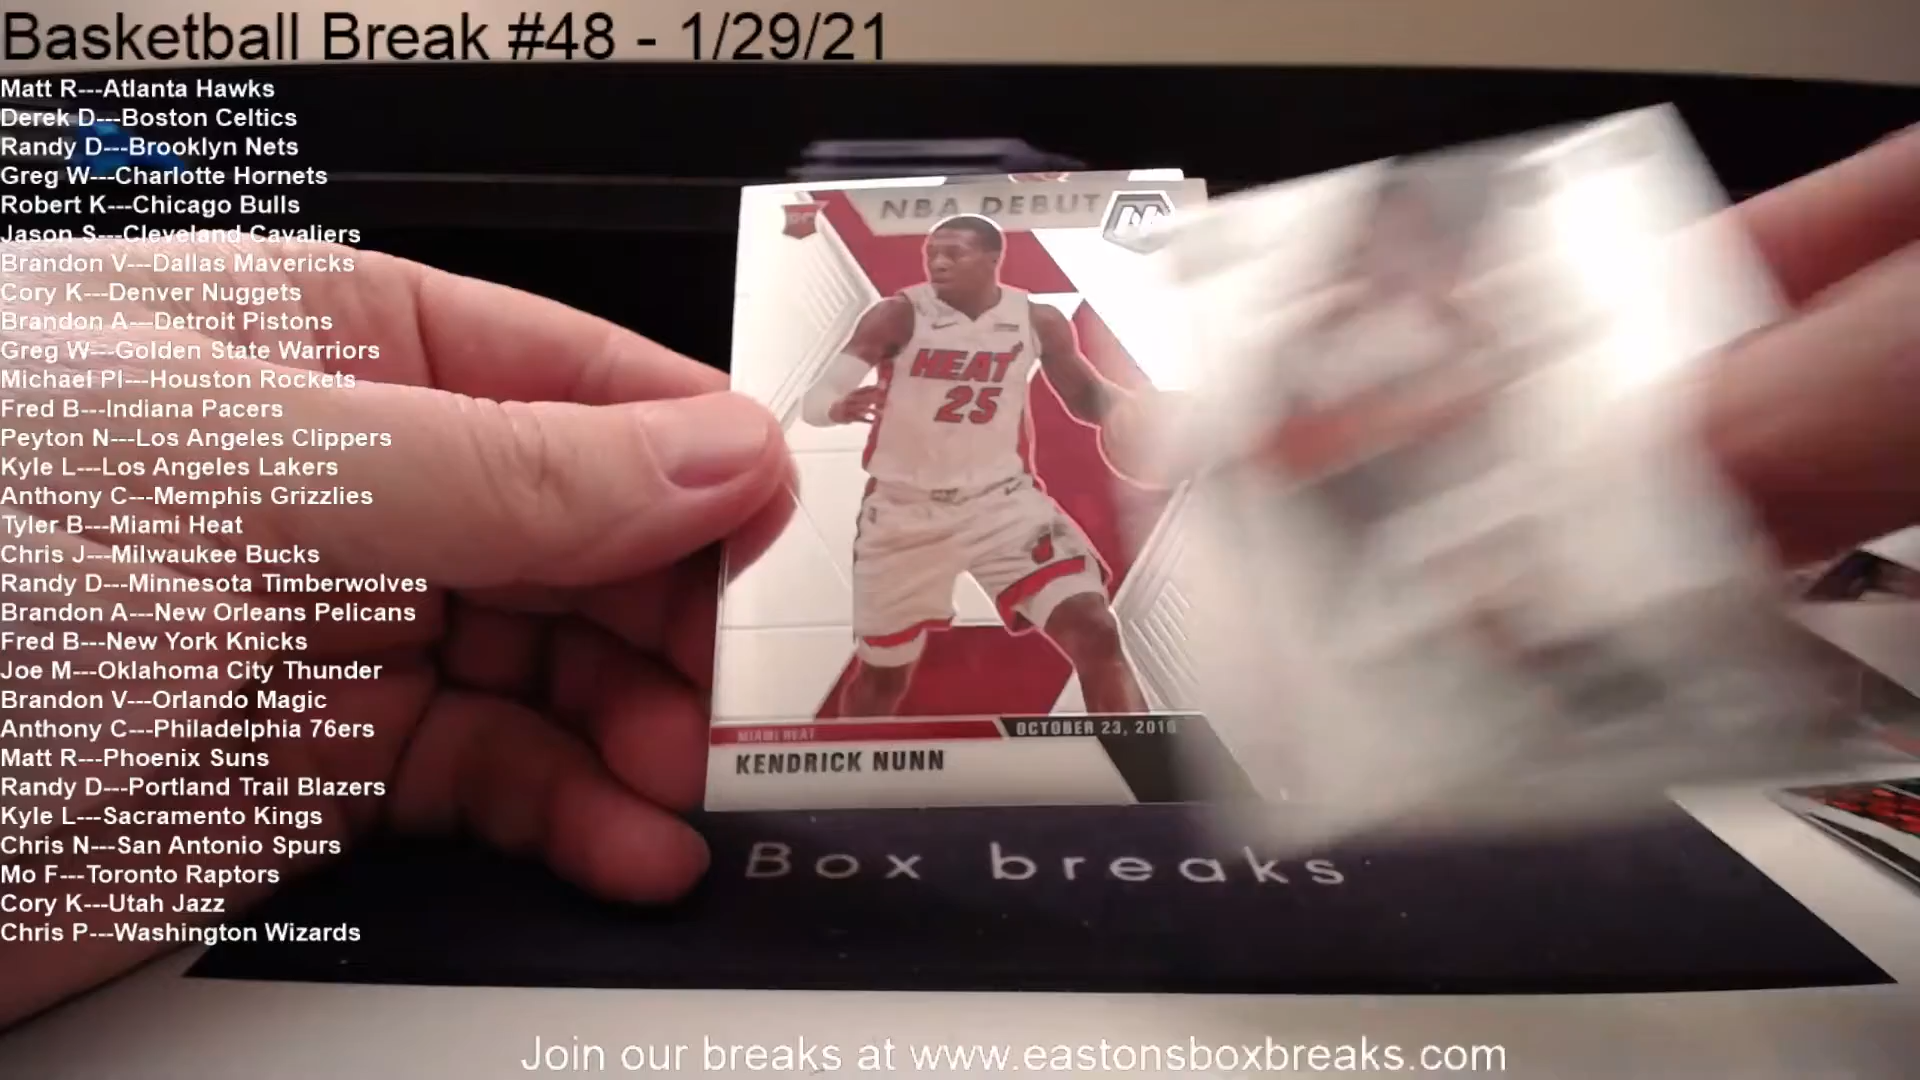 Basketball Break #48 - 1/29/21
Matt R---Atlanta Hawks
Derek D---Boston Celtics
Randy D---Brooklyn Nets
Greg W---Charlotte Hornets
Robert K---Chicago Bulls
Jason S---Cleveland Cavaliers
Brandon V---Dallas Mavericks
Cory K---Denver Nuggets
Brandon A---Detroit Pistons
Greg W---Golden State Warriors
Michael Pl---Houston Rockets
Fred B---Indiana Pacers
Peyton N---Los Angeles Clippers
Kyle L---Los Angeles Lakers
Anthony C---Memphis Grizzlies
Tyler B---Miami Heat
Chris J---Milwaukee Bucks
Randy D---Minnesota Timberwolves
Brandon A---New Orleans Pelicans
Fred B---New York Knicks
Joe M---Oklahoma City Thunder
Brandon V---Orlando Magic
Anthony C---Philadelphia 76ers
Matt R---Phoenix Suns
Randy D---Portland Trail Blazers
Kyle L---Sacramento Kings
Chris N---San Antonio Spurs
Mo F---Toronto Raptors
Cory K---Utah Jazz
Chris P---Washington Wizards
RC
NBA DEBUT
HEAT
25
MIAMI HEAT
OCTOBER 23, 2019
KENDRICK NUNN
Box breaks
Join our breaks at www.eastonsboxbreaks.com